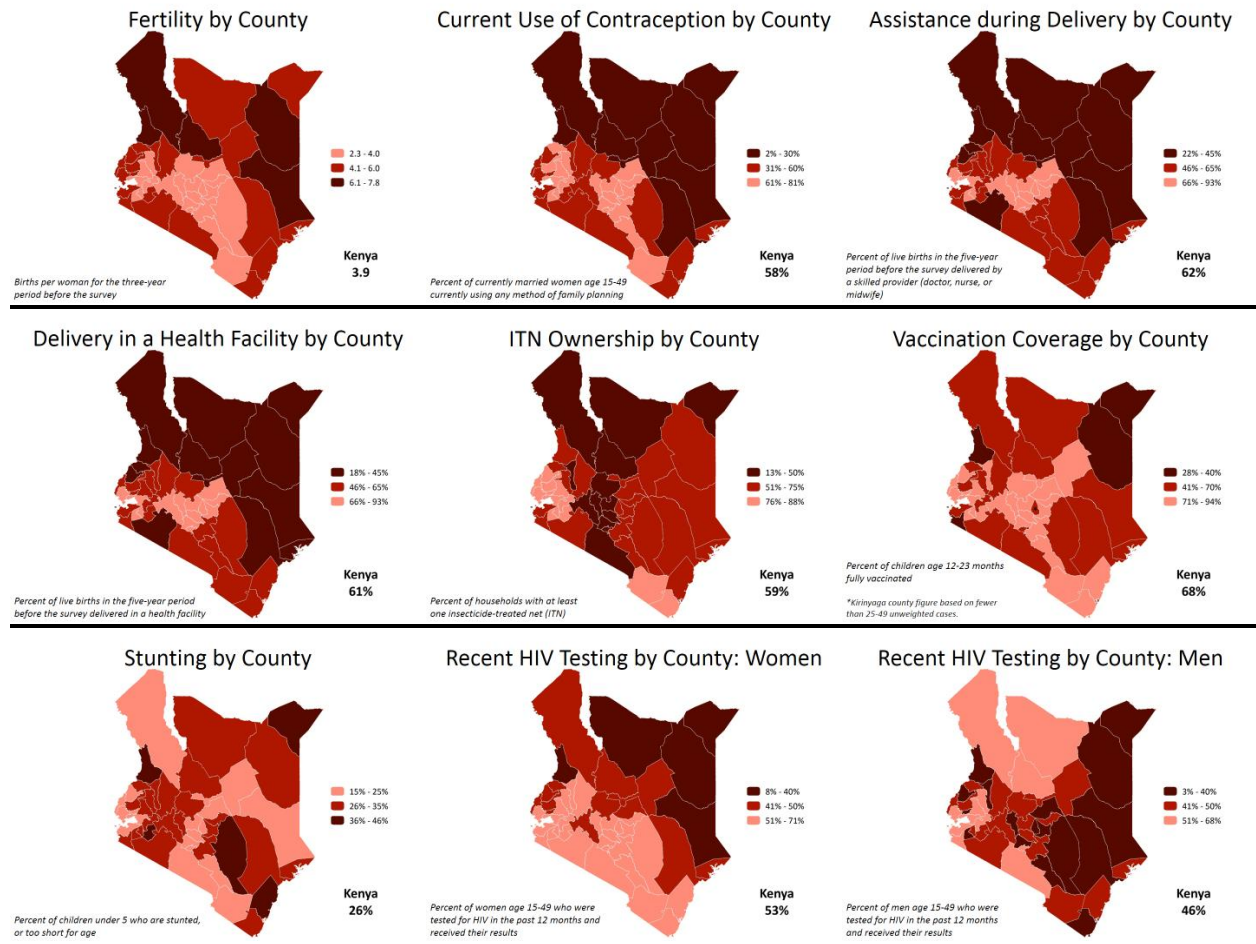 Fertility by County
2.3 - 4.0
4.1 - 6.0
6.1 - 7.8
Kenya
3.9
Births per woman for the three-year
period before the survey
Current Use of Contraception by County
2% - 30%
31% - 60%
61% - 81%
Kenya
58%
Percent of currently married women age 15-49
currently using any method of family planning
Assistance during Delivery by County
22% - 45%
46% - 65%
66% - 93%
Kenya
62%
Percent of live births in the five-year
period before the survey delivered by
a skilled provider (doctor, nurse, or
midwife)
Delivery in a Health Facility by County
18% - 45%
46% - 65%
66% - 93%
Kenya
61%
Percent of live births in the five-year period
before the survey delivered in a health facility
ITN Ownership by County
13% - 50%
51% - 75%
76% - 88%
Kenya
59%
Percent of households with at least
one insecticide-treated net (ITN)
Vaccination Coverage by County
28% - 40%
41% - 70%
71% - 94%
Percent of children age 12-23 months
fully vaccinated
Kenya
68%
*Kirinyaga county figure based on fewer
than 25-49 unweighted cases.
Stunting by County
15% - 25%
26% - 35%
36% - 46%
Kenya
26%
Percent of children under 5 who are stunted,
or too short for age
Recent HIV Testing by County: Women
8% - 40%
41% - 50%
51% - 71%
Kenya
53%
Percent of women age 15-49 who were
tested for HIV in the past 12 months and
received their results
Recent HIV Testing by County: Men
3% - 40%
41% - 50%
51% - 68%
Kenya
46%
Percent of men age 15-49 who were
tested for HIV in the past 12 months
and received their results